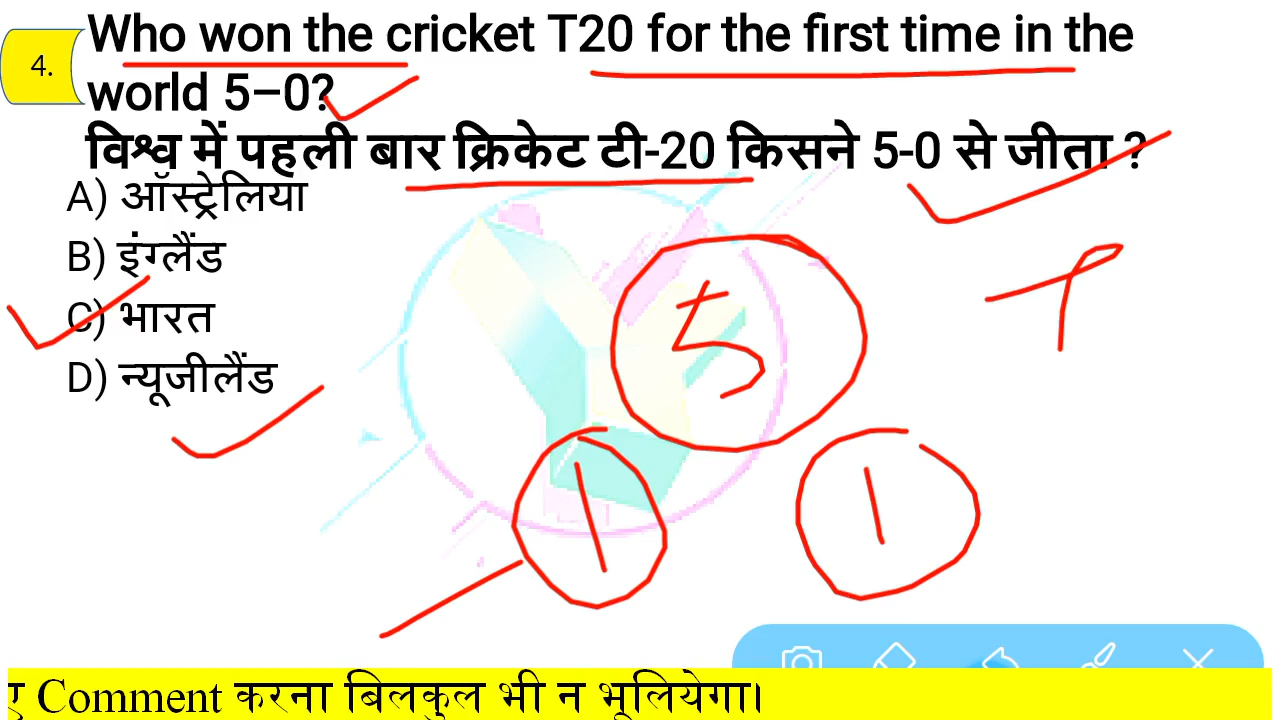 4.
Who won the cricket T20 for the first time in the
world 5–0?
विश्व में पहली बार क्रिकेट टी-20 किसने 5-0 से जीता ?
A) ऑस्ट्रेलिया
B) इंग्लैंड
C) भारत
D) न्यूजीलैंड
5
1 1
Comment करना बिलकुल भी न भूलियेगा।